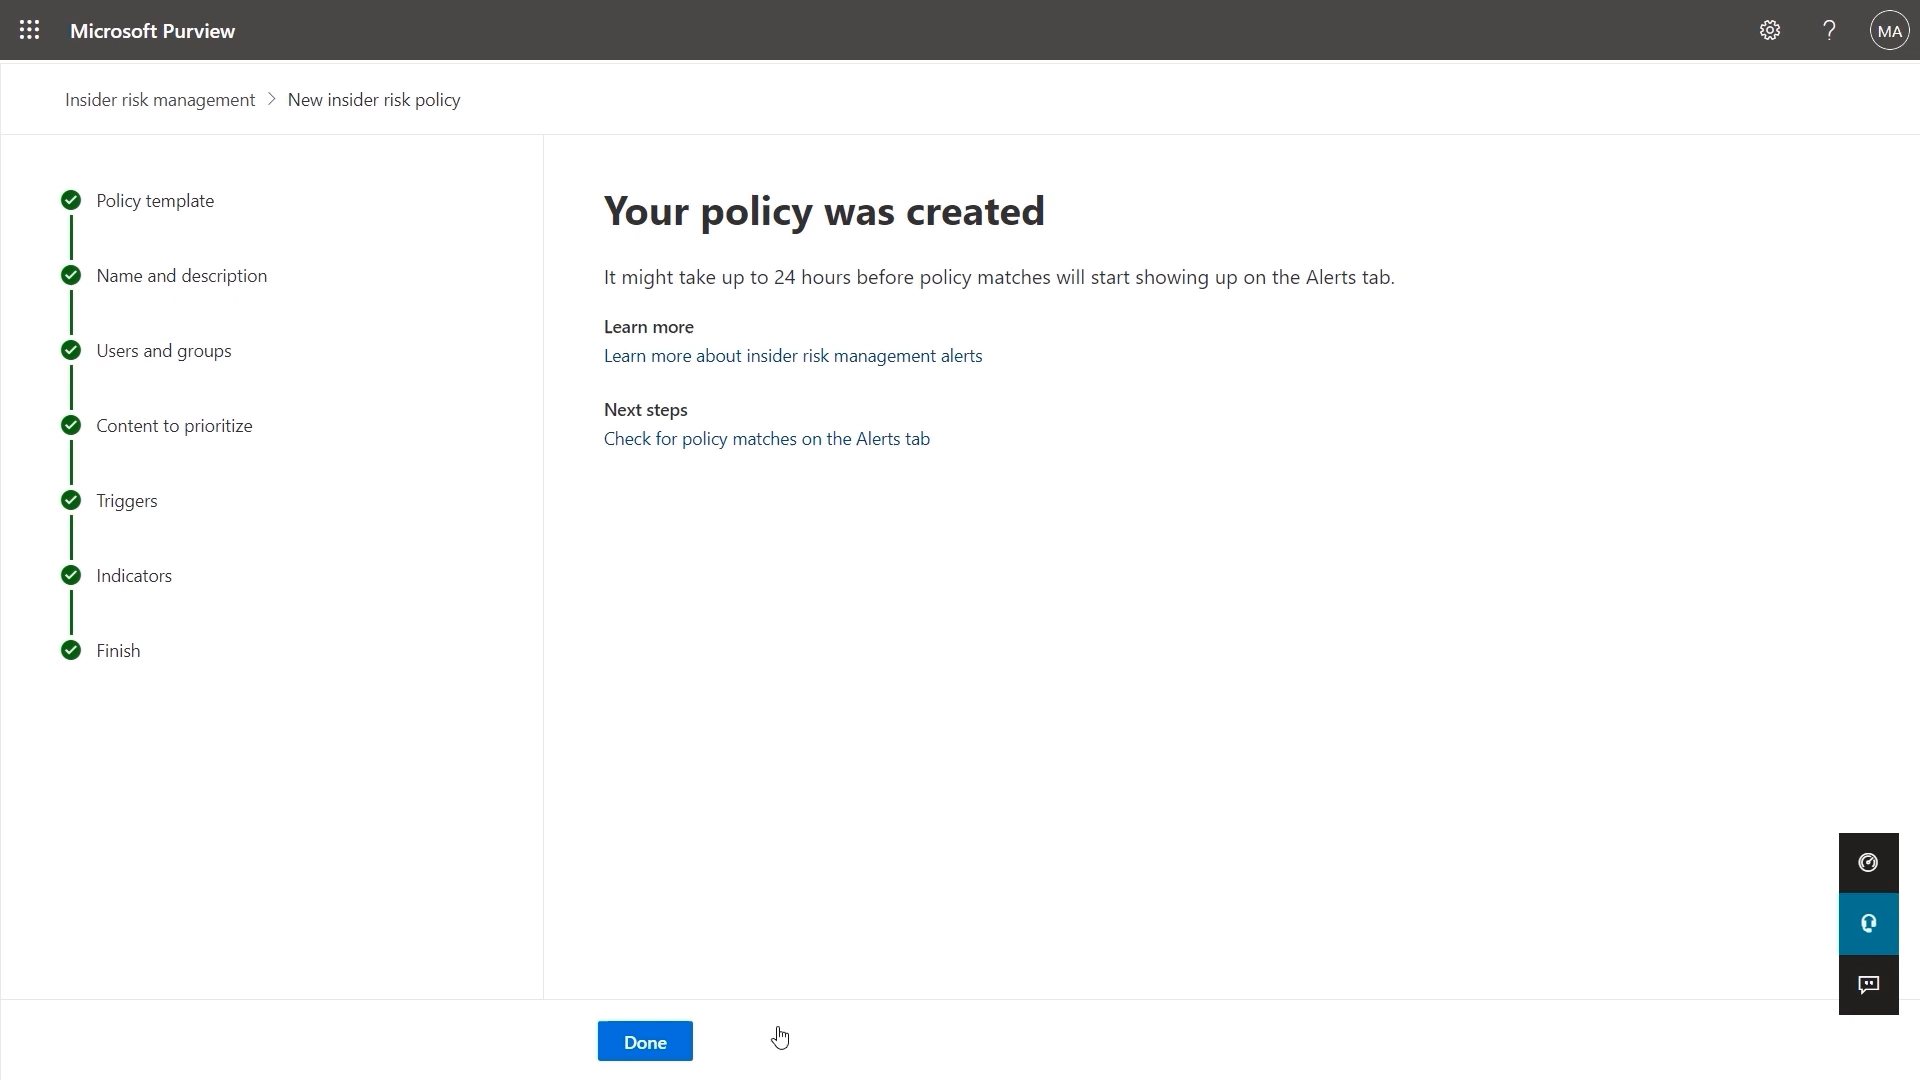 Microsoft Purview
?
MA
Insider risk management > New insider risk policy
Policy template
Name and description
Users and groups
Content to prioritize
Triggers
Indicators
Finish
Your policy was created
It might take up to 24 hours before policy matches will start showing up on the Alerts tab.
Learn more
Learn more about insider risk management alerts
Next steps
Check for policy matches on the Alerts tab
Done